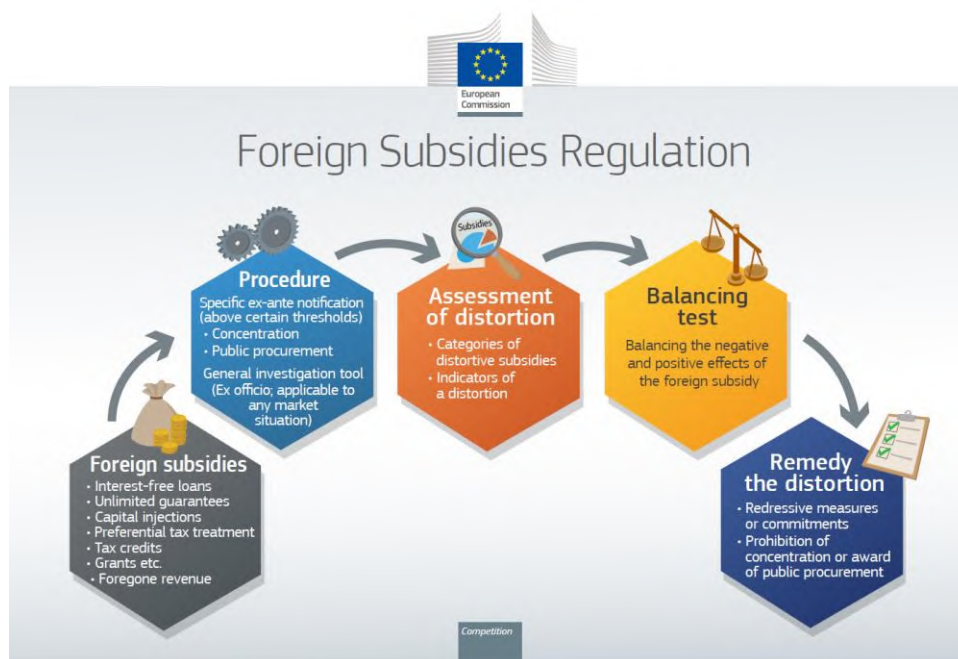 European
Commission
Foreign Subsidies Regulation
Foreign subsidies
• Interest-free loans
• Unlimited guarantees
• Capital injections
• Preferential tax treatment
• Tax credits
• Grants etc.
• Foregone revenue
Procedure
Specific ex-ante notification
(above certain thresholds)
• Concentration
• Public procurement
General investigation tool
(Ex officio; applicable to
any market
situation)
Subsidies
Assessment
of distortion
• Categories of
distortive subsidies
• Indicators of
a distortion
Balancing
test
Balancing the negative
and positive effects of
the foreign subsidy
Remedy
the distortion
• Redressive measures
or commitments
• Prohibition of
concentration or award
of public procurement
Competition